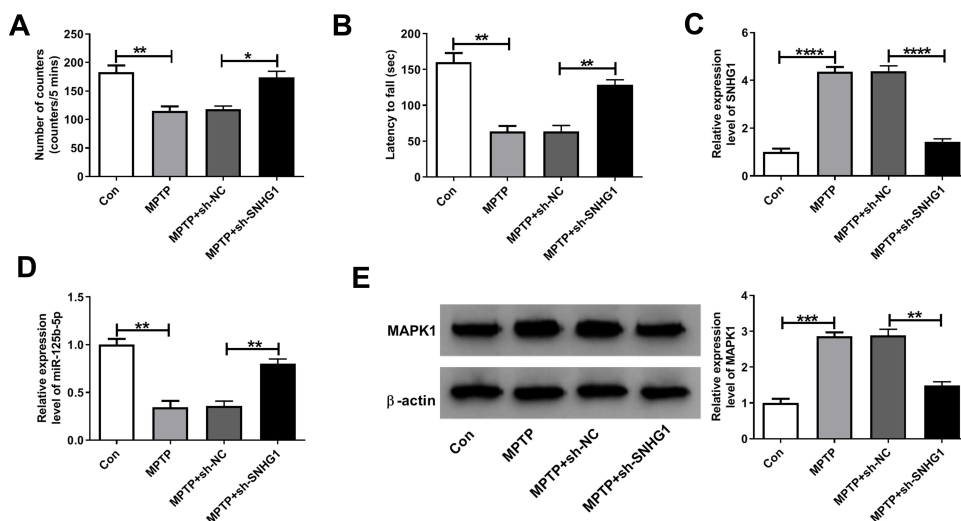 A
Number of counters
(counters/5 mins)
250
200
150
100
50
0
**
*
Con
MPTP
MPTP+sh-NC
MPTP+sh-SNHG1
B
Latency to fall (sec)
200
150
100
50
0
**
**
Con
MPTP
MPTP+sh-NC
MPTP+sh-SNHG1
C
Relative expression
level of SNHG1
6
4
2
0
****
****
Con
MPTP
MPTP+sh-NC
MPTP+sh-SNHG1
D
Relative expression
level of miR-125b-5p
1.5
1.0
0.5
0.0
**
**
Con
MPTP
MPTP+sh-NC
MPTP+sh-SNHG1
E
MAPK1
β-actin
Con
MPTP
MPTP+sh-NC
MPTP+sh-SNHG1
Relative expression
level of MAPK1
4
3
2
1
0
***
**
Con
MPTP
MPTP+sh-NC
MPTP+sh-SNHG1